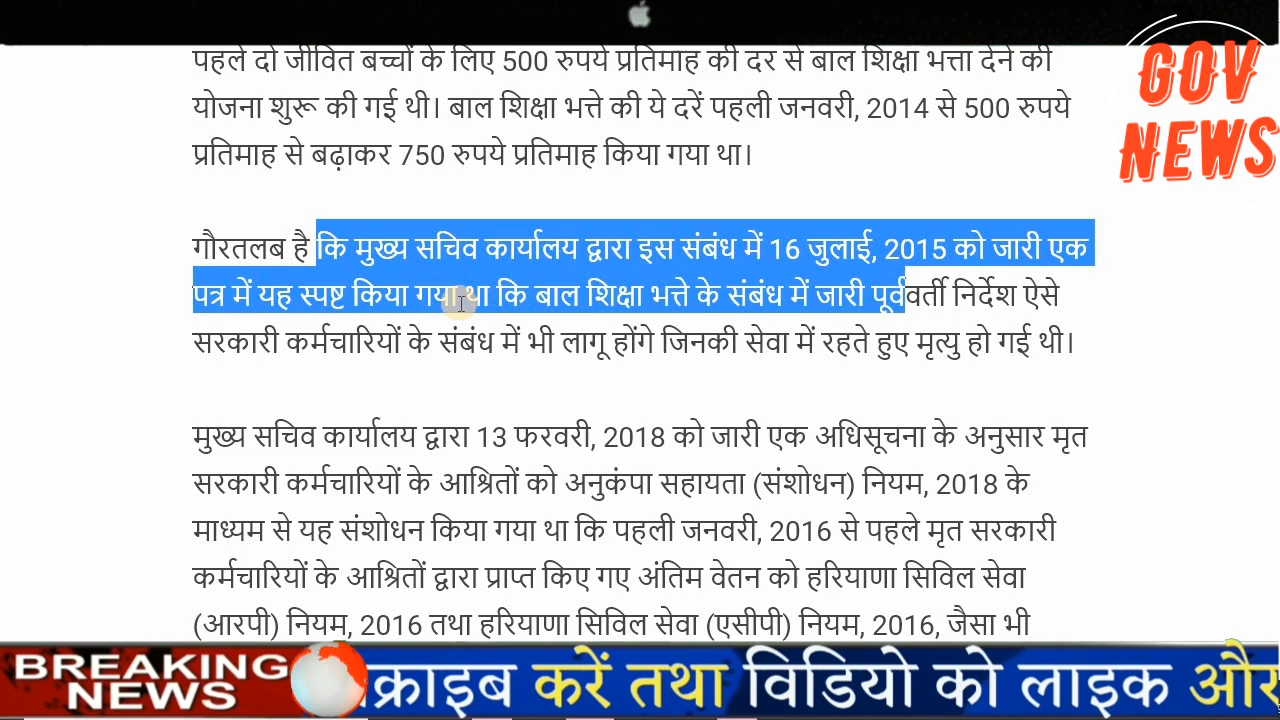 पहले दो जीवित बच्चों के लिए 500 रुपये प्रतिमाह की दर से बाल शिक्षा भत्ता देने की
योजना शुरू की गई थी। बाल शिक्षा भत्ते की ये दरें पहली जनवरी, 2014 से 500 रुपये
प्रतिमाह से बढ़ाकर 750 रुपये प्रतिमाह किया गया था।
GOV
NEWS
गौरतलब है कि मुख्य सचिव कार्यालय द्वारा इस संबंध में 16 जुलाई, 2015 को जारी एक
पत्र में यह स्पष्ट किया गया था कि बाल शिक्षा भत्ते के संबंध में जारी पूर्ववर्ती निर्देश ऐसे
सरकारी कर्मचारियों के संबंध में भी लागू होंगे जिनकी सेवा में रहते हुए मृत्यु हो गई थी।
मुख्य सचिव कार्यालय द्वारा 13 फरवरी, 2018 को जारी एक अधिसूचना के अनुसार मृत
सरकारी कर्मचारियों के आश्रितों को अनुकंपा सहायता (संशोधन) नियम, 2018 के
माध्यम से यह संशोधन किया गया था कि पहली जनवरी, 2016 से पहले मृत सरकारी
कर्मचारियों के आश्रितों द्वारा प्राप्त किए गए अंतिम वेतन को हरियाणा सिविल सेवा
(आरपी) नियम, 2016 तथा हरियाणा सिविल सेवा (एसीपी) नियम, 2016, जैसा भी
BREAKING
NEWS
क्राइब करें तथा विडियो को लाइक और